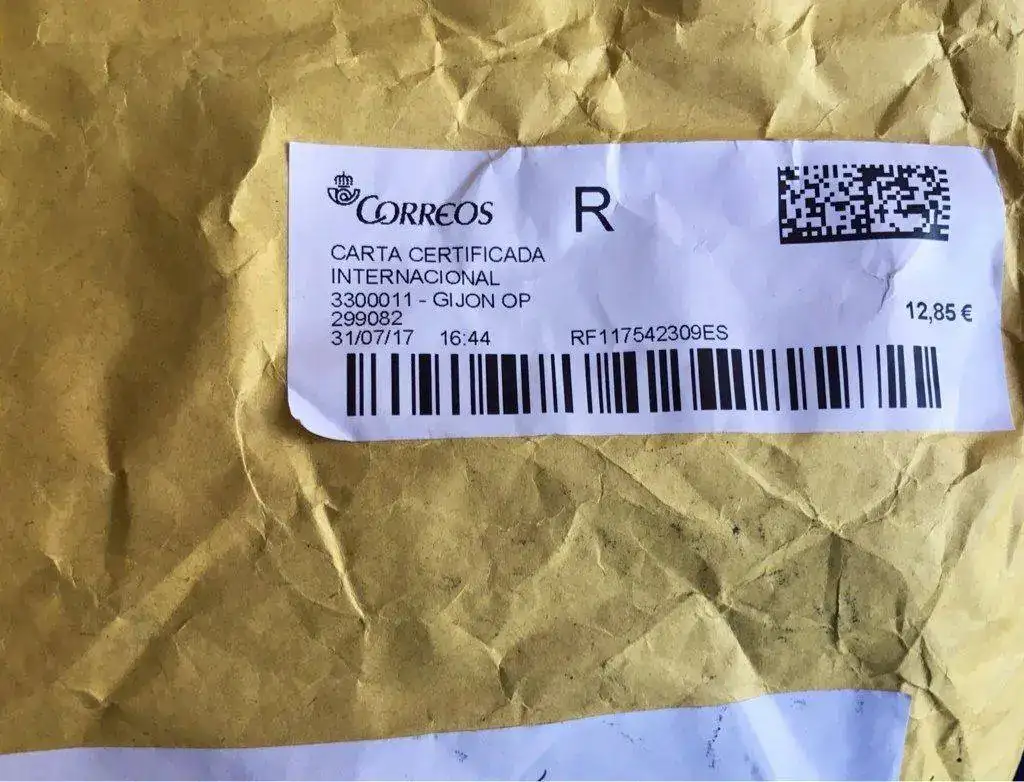 CORREOS
R
CARTA CERTIFICADA
INTERNACIONAL
3300011 - GIJON OP
299082
12,85 €
31/07/17 16:44 RF117542309ES